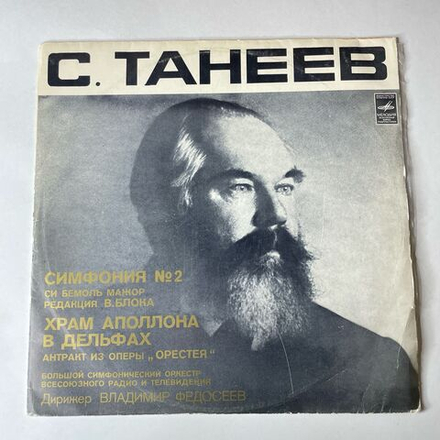 С. ТАНЕЕВ
МЕЛОДИЯ
СИМФОНИЯ №2
СИ БЕМОЛЬ МАЖОР
РЕДАКЦИЯ В.БЛОКА
ХРАМ АПОЛЛОНА
В ДЕЛЬФАХ
АНТРАКТ ИЗ ОПЕРЫ „ОРЕСТЕЯ"
БОЛЬШОЙ СИМФОНИЧЕСКИЙ ОРКЕСТР
ВСЕСОЮЗНОГО РАДИО И ТЕЛЕВИДЕНИЯ
Дирижер ВЛАДИМИР ФЕДОСЕЕВ